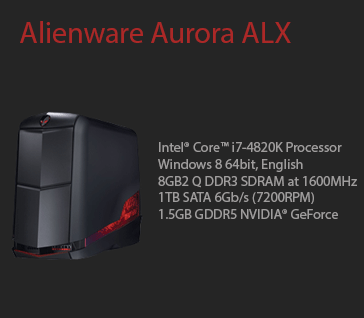 Alienware Aurora ALX
Intel® Core™ i7-4820K Processor
Windows 8 64bit, English
8GB2 Q DDR3 SDRAM at 1600MHz
1TB SATA 6Gb/s (7200RPM)
1.5GB GDDR5 NVIDIA® GeForce